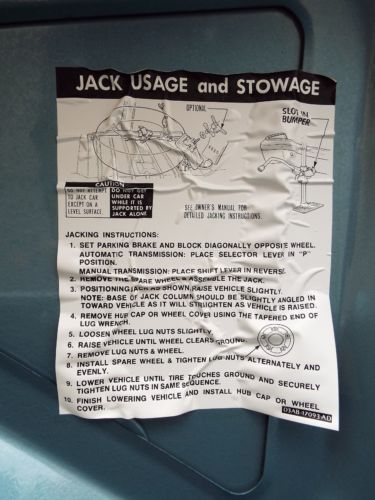 JACK USAGE and STOWAGE
OPTIONAL
SLOT IN
BUMPER
CAUTION
DO NOT ATTEMPT
TO JACK CAR
EXCEPT ON A
LEVEL SURFACE.
DO NOT GET
UNDER CAR
WHILE IT IS
SUPPORTED BY
JACK ALONE.
SEE OWNER'S MANUAL FOR
DETAILED JACKING INSTRUCTIONS.
JACKING INSTRUCTIONS:
1. SET PARKING BRAKE AND BLOCK DIAGONALLY OPPOSITE WHEEL.
AUTOMATIC TRANSMISSION: PLACE SELECTOR LEVER IN "P"
POSITION.
MANUAL TRANSMISSION: PLACE SHIFT LEVER IN REVERSE.
2. REMOVE THE SPARE WHEEL & ASSEMBLE THE JACK.
3. POSITION JACK AS SHOWN, RAISE VEHICLE SLIGHTLY.
NOTE: BASE OF JACK COLUMN SHOULD BE SLIGHTLY ANGLED IN
TOWARD VEHICLE AS IT WILL STRIGHTEN AS VEHICLE IS RAISED.
4. REMOVE HUB CAP OR WHEEL COVER USING THE TAPERED END OF
LUG WRENCH.
5. LOOSEN WHEEL LUG NUTS SLIGHTLY.
6. RAISE VEHICLE UNTIL WHEEL CLEARS GROUND.
7. REMOVE LUG NUTS & WHEEL.
8. INSTALL SPARE WHEEL & TIGHTEN LUG NUTS ALTERNATELY AND
EVENLY.
9. LOWER VEHICLE UNTIL TIRE TOUCHES GROUND AND SECURELY
TIGHTEN LUG NUTS IN SAME SEQUENCE.
10. FINISH LOWERING VEHICLE AND INSTALL HUB CAP OR WHEEL
COVER.
D3AB-17093-AD